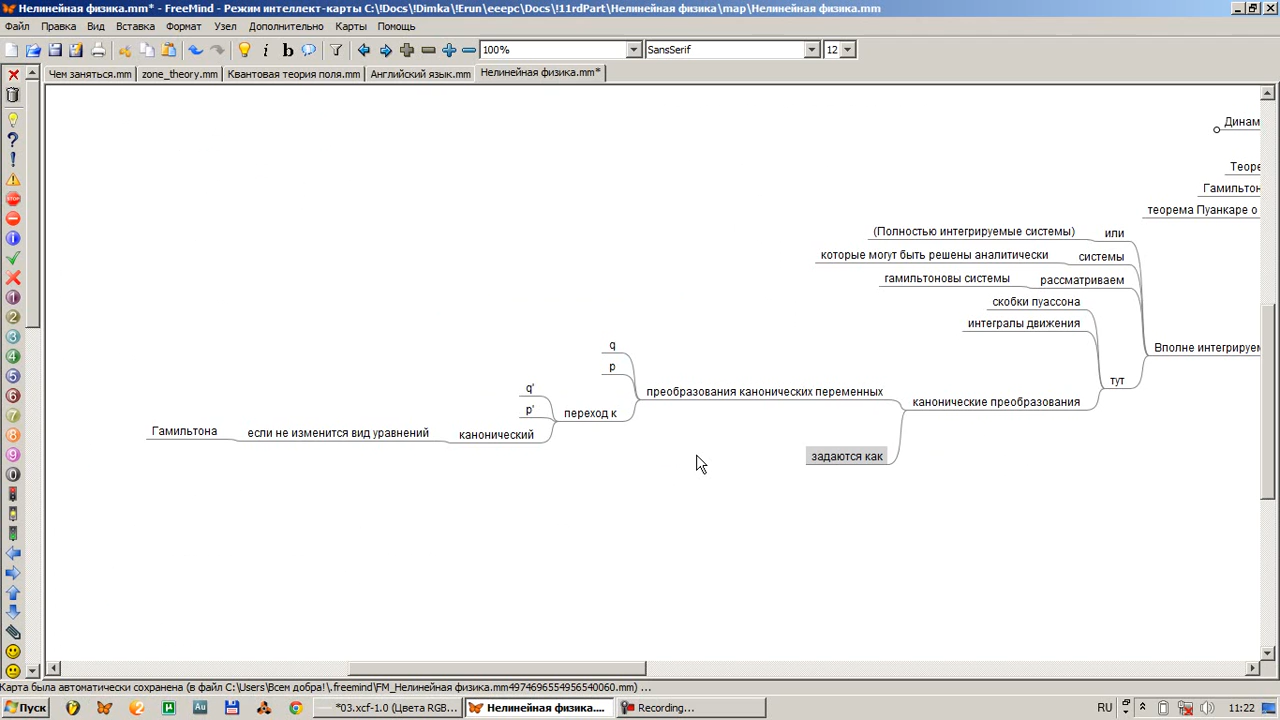 Нелинейная физика.mm* - FreeMind - Режим интеллект-карты C:\!Docs\!Dimka\!Erun\eeepc\Docs\!11rdPart\Нелинейная физика\map\Нелинейная физика.mm
Файл Правка Вид Вставка Формат Узел Дополнительно Карты Помощь
100% SansSerif 12
Чем заняться.mm zone_theory.mm Квантовая теория поля.mm Английский язык.mm Нелинейная физика.mm*
Динам
Теоре
Гамильтон
теорема Пуанкаре о
(Полностью интегрируемые системы) или
которые могут быть решены аналитически системы
гамильтоновы системы рассматриваем
скобки пуассона
интегралы движения
q
Вполне интегрируем
p
тут
q'
преобразования канонических переменных
канонические преобразования
p'
переход к
Гамильтона если не изменится вид уравнений канонический
задаются как
Карта была автоматически сохранена (в файл C:\Users\Всем добра!\.freemind\FM_Нелинейная физика.mm4974696554956540060.mm) ...
Пуск *03.xcf-1.0 (Цвета RGB... Нелинейная физика.mm... Recording... RU 11:22